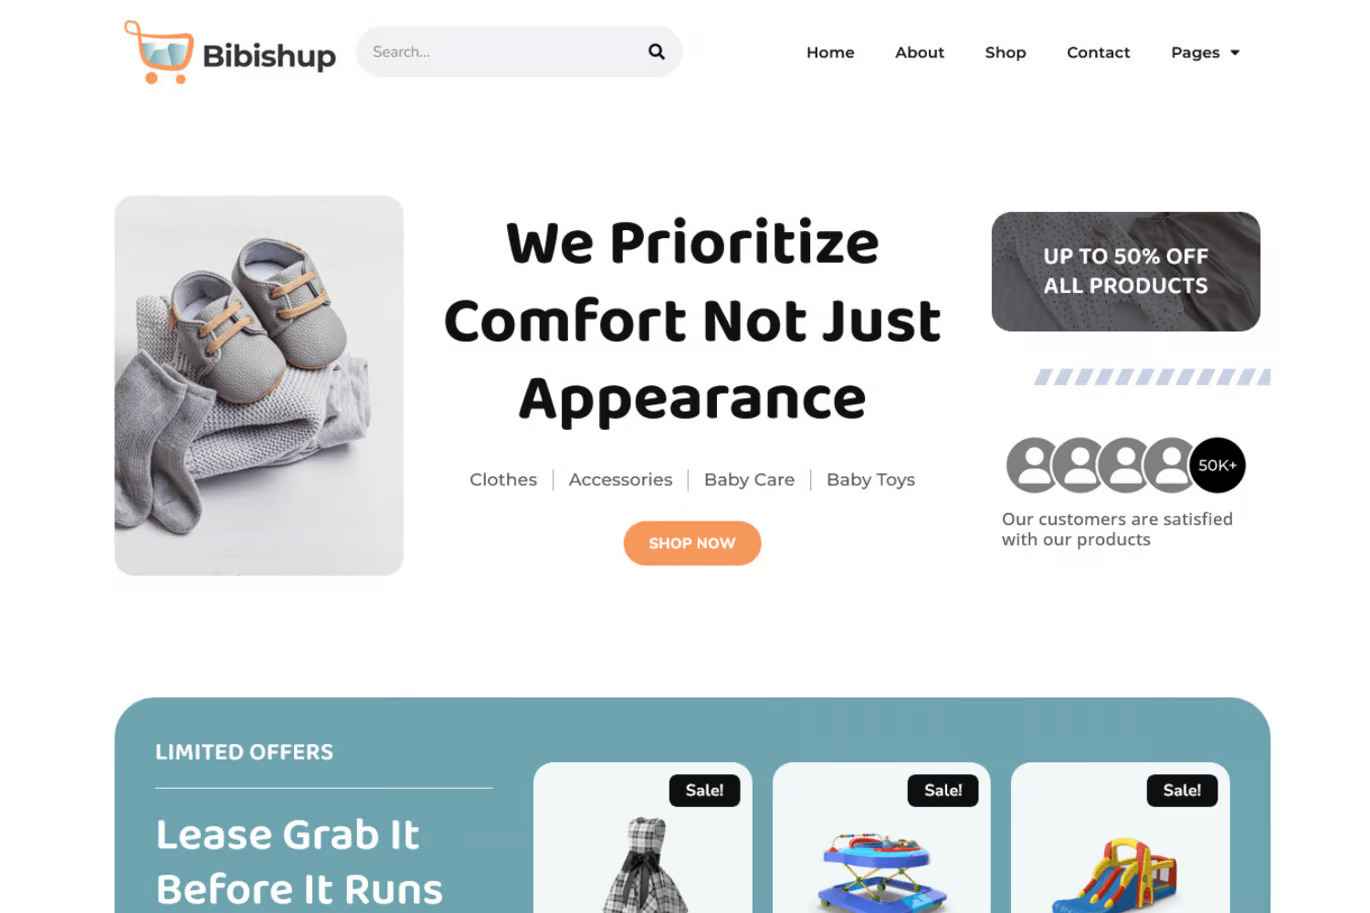 Bibishup
Search...
Home
About
Shop
Contact
Pages
We Prioritize
Comfort Not Just
Appearance
Clothes
Accessories
Baby Care
Baby Toys
SHOP NOW
UP TO 50% OFF
ALL PRODUCTS
50K+
Our customers are satisfied
with our products
LIMITED OFFERS
Lease Grab It
Before It Runs
Sale!
Sale!
Sale!